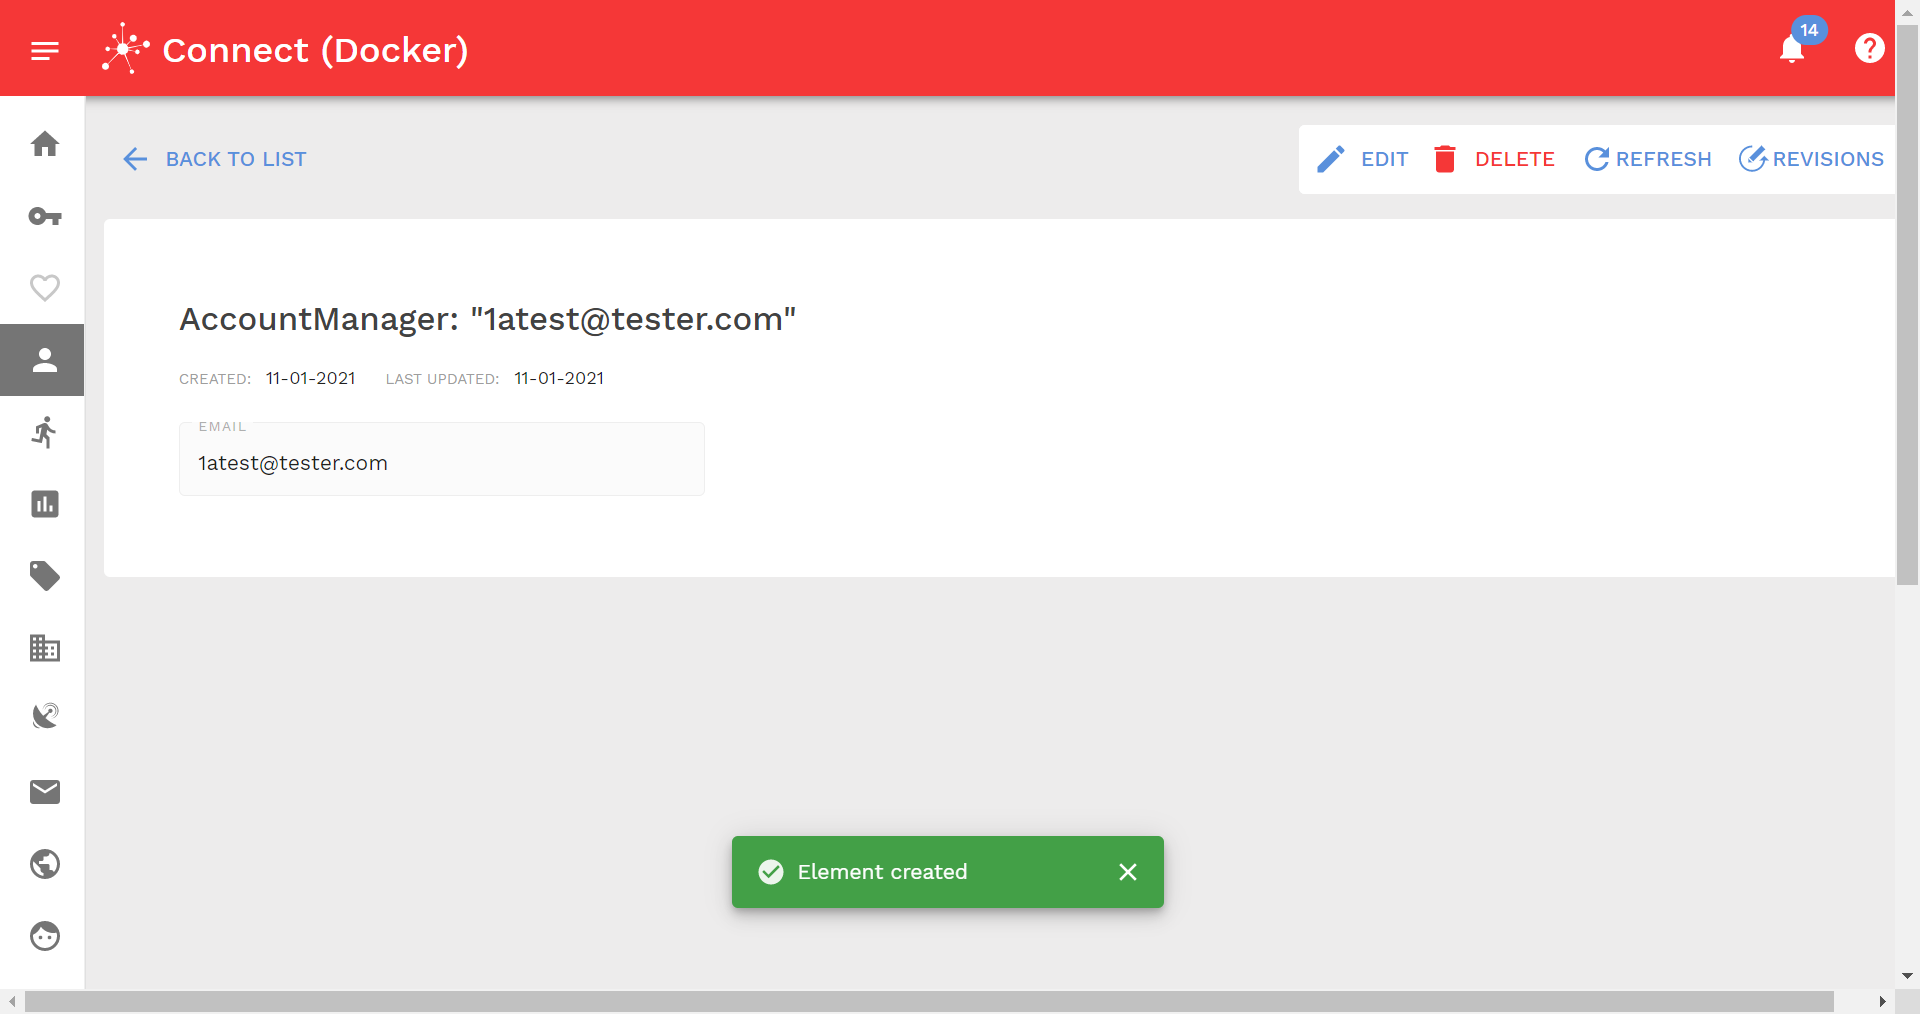 Connect (Docker)
14
BACK TO LIST
EDIT
DELETE
REFRESH
REVISIONS
AccountManager: "1atest@tester.com"
CREATED: 11-01-2021 LAST UPDATED: 11-01-2021
EMAIL
1atest@tester.com
Element created